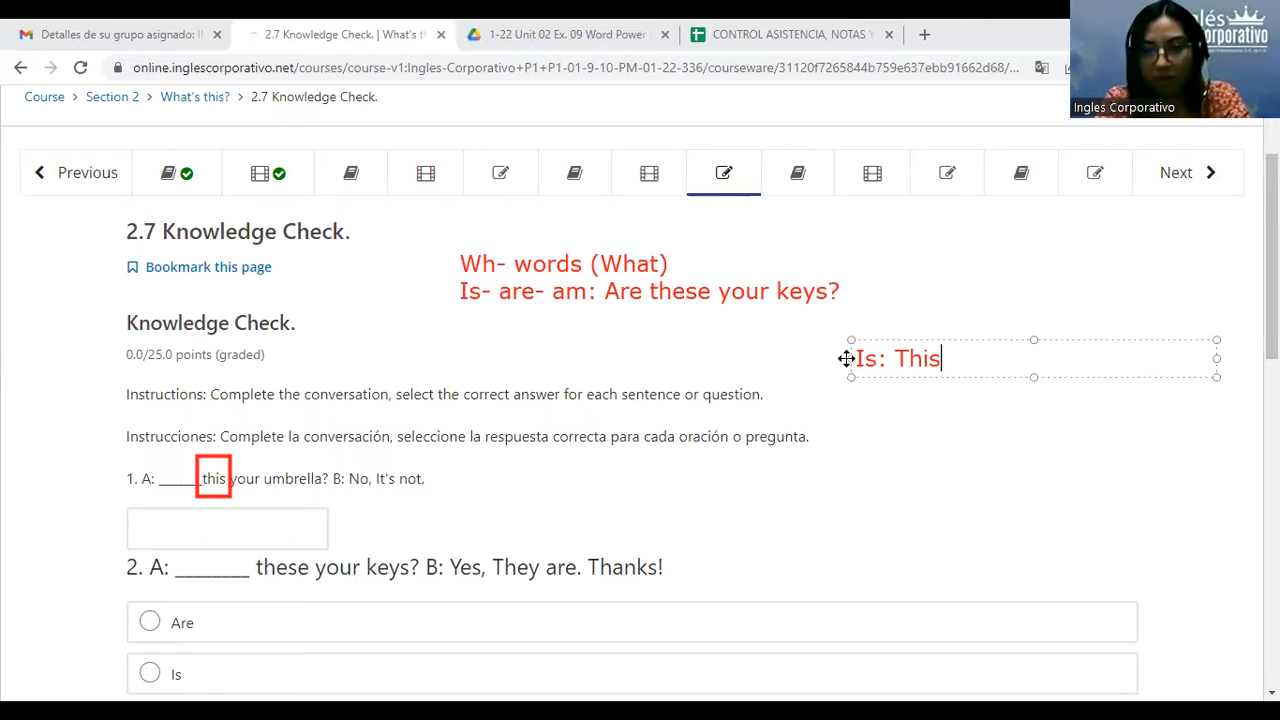 Detalles de su grupo asignado: I
2.7 Knowledge Check. | What's th
1-22 Unit 02 Ex. 09 Word Power
CONTROL ASISTENCIA, NOTAS Y
online.inglescorporativo.net/courses/course-v1:Ingles-Corporativo+P1+P1-01-9-10-PM-01-22-336/courseware/31120f7265844b759e637ebb91662d68/...
Inglés
Corporativo
Ingles Corporativo
Course > Section 2 > What's this? > 2.7 Knowledge Check.
Previous
Next
2.7 Knowledge Check.
Bookmark this page
Wh- words (What)
Is- are- am: Are these your keys?
Knowledge Check.
0.0/25.0 points (graded)
Is: This
Instructions: Complete the conversation, select the correct answer for each sentence or question.
Instrucciones: Complete la conversación, seleccione la respuesta correcta para cada oración o pregunta.
1. A: ______this your umbrella? B: No, It's not.
2. A: ________ these your keys? B: Yes, They are. Thanks!
Are
Is